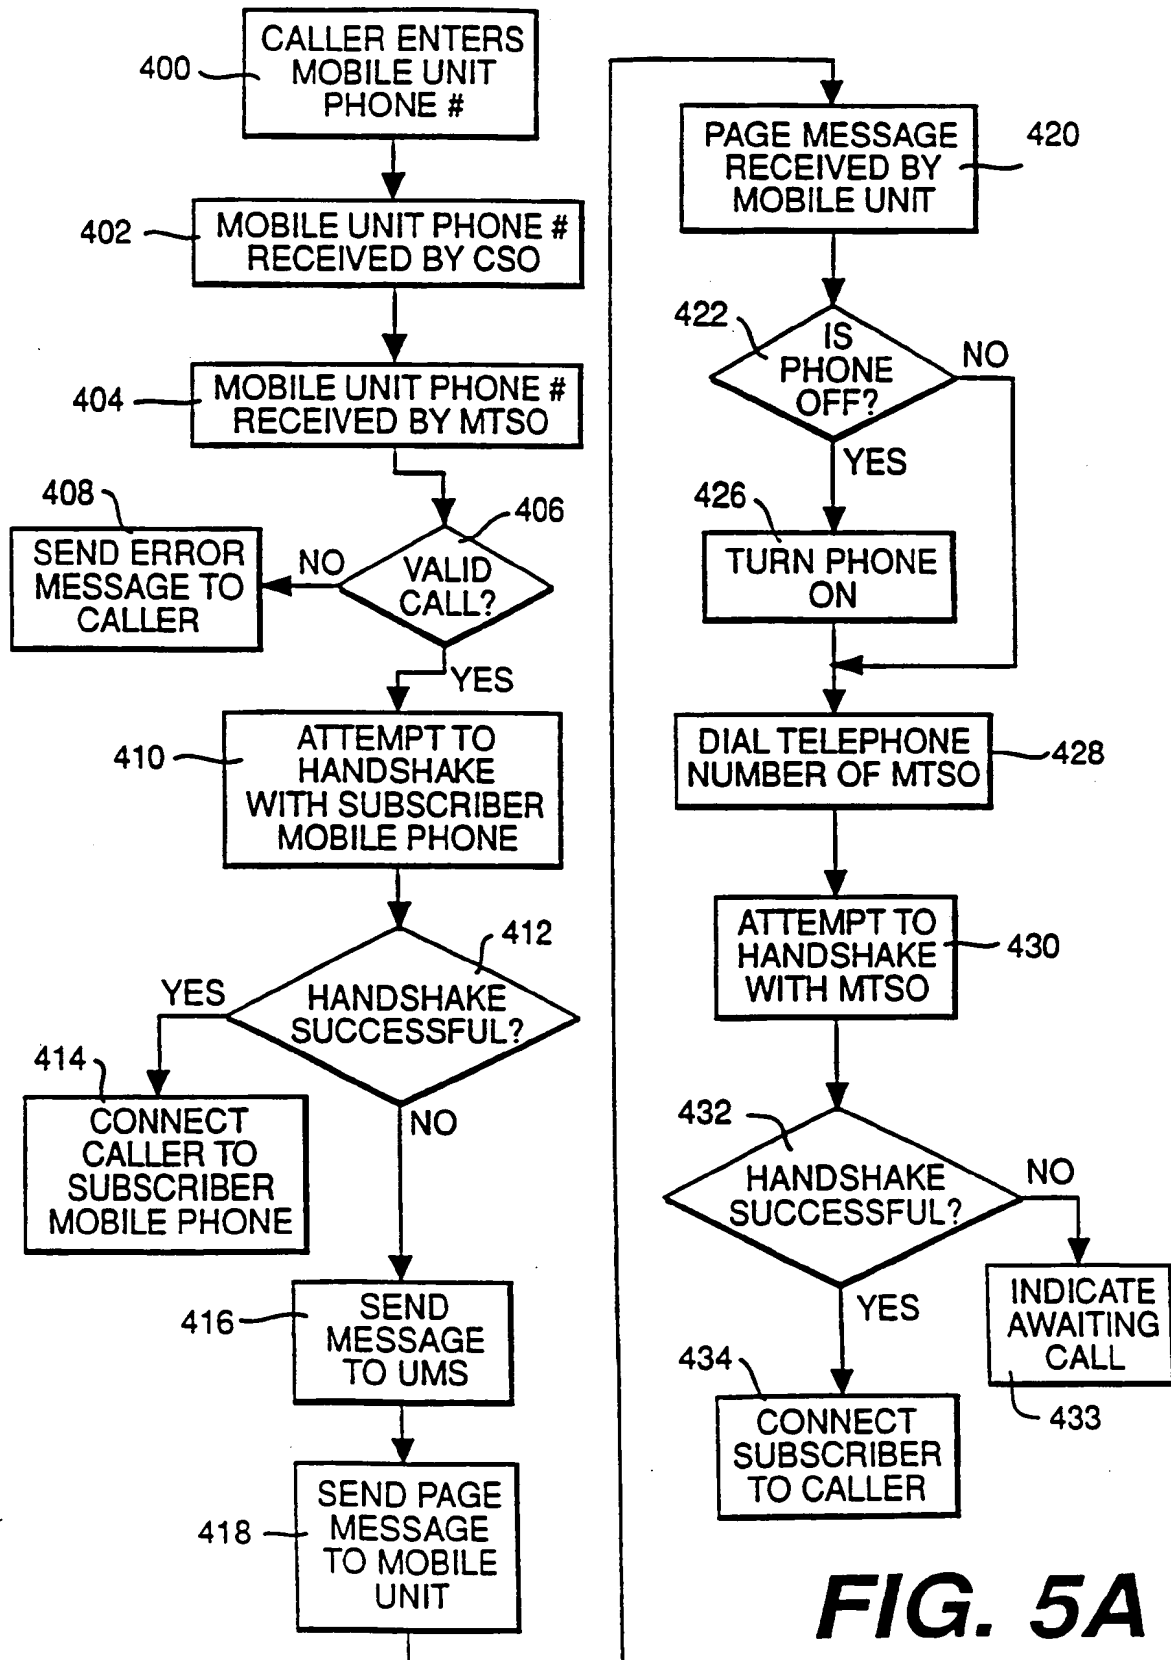 CALLER ENTERS
MOBILE UNIT
PHONE #
400
MOBILE UNIT PHONE #
RECEIVED BY CSO
402
MOBILE UNIT PHONE #
RECEIVED BY MTSO
404
406
VALID
CALL?
NO
YES
408
SEND ERROR
MESSAGE TO
CALLER
410
ATTEMPT TO
HANDSHAKE
WITH SUBSCRIBER
MOBILE PHONE
412
HANDSHAKE
SUCCESSFUL?
YES
NO
414
CONNECT
CALLER TO
SUBSCRIBER
MOBILE PHONE
416
SEND
MESSAGE
TO UMS
418
SEND PAGE
MESSAGE
TO MOBILE
UNIT
PAGE MESSAGE
RECEIVED BY
MOBILE UNIT
420
422
IS
PHONE
OFF?
NO
YES
426
TURN PHONE
ON
DIAL TELEPHONE
NUMBER OF MTSO
428
ATTEMPT TO
HANDSHAKE
WITH MTSO
430
432
HANDSHAKE
SUCCESSFUL?
NO
YES
INDICATE
AWAITING
CALL
433
434
CONNECT
SUBSCRIBER
TO CALLER
FIG. 5A